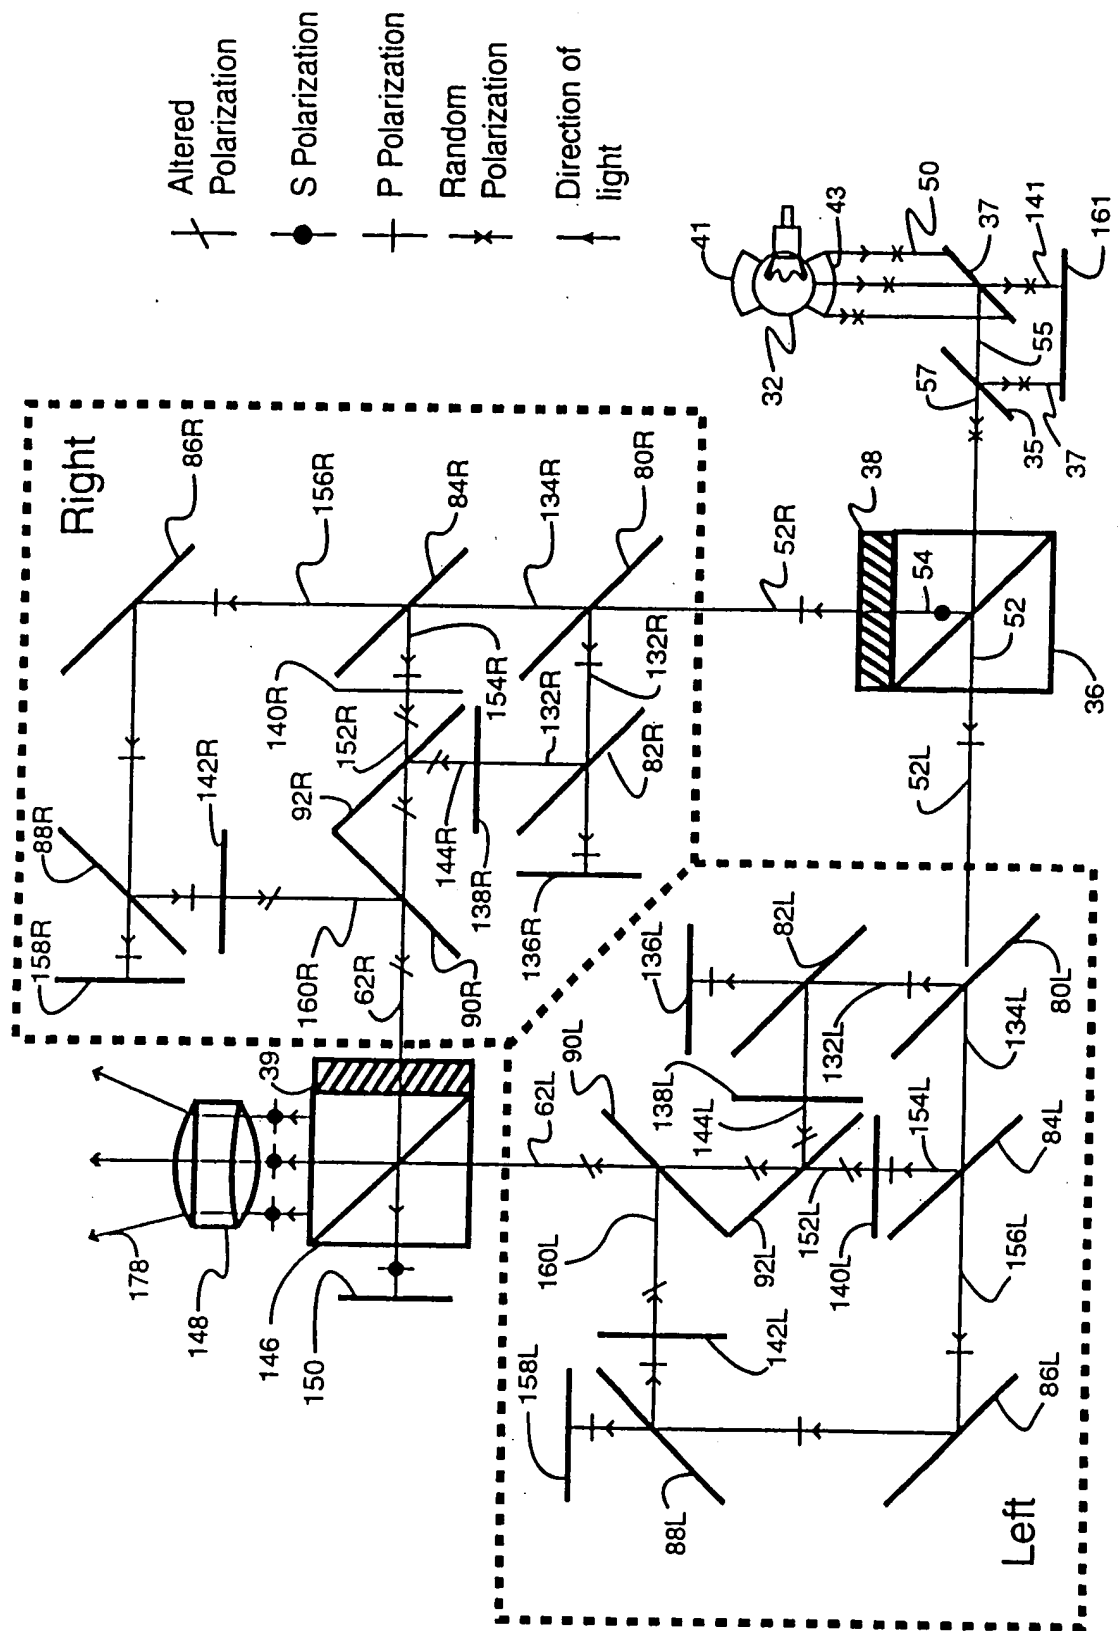 Altered
Polarization
S Polarization
P Polarization
Random
Polarization
Direction of
light
Right
86R
156R
84R
134R
80R
52R
38
54
52
36
88R
142R
140R
152R
154R
132R
132R
82R
92R
144R
138R
136R
158R
160R
62R
90R
41
43
50
37
141
161
32
55
57
35
37
52L
39
178
148
146
150
90L
62L
136L
82L
138L
144L
132L
80L
134L
154L
84L
160L
92L
152L
140L
156L
158L
142L
88L
86L
Left